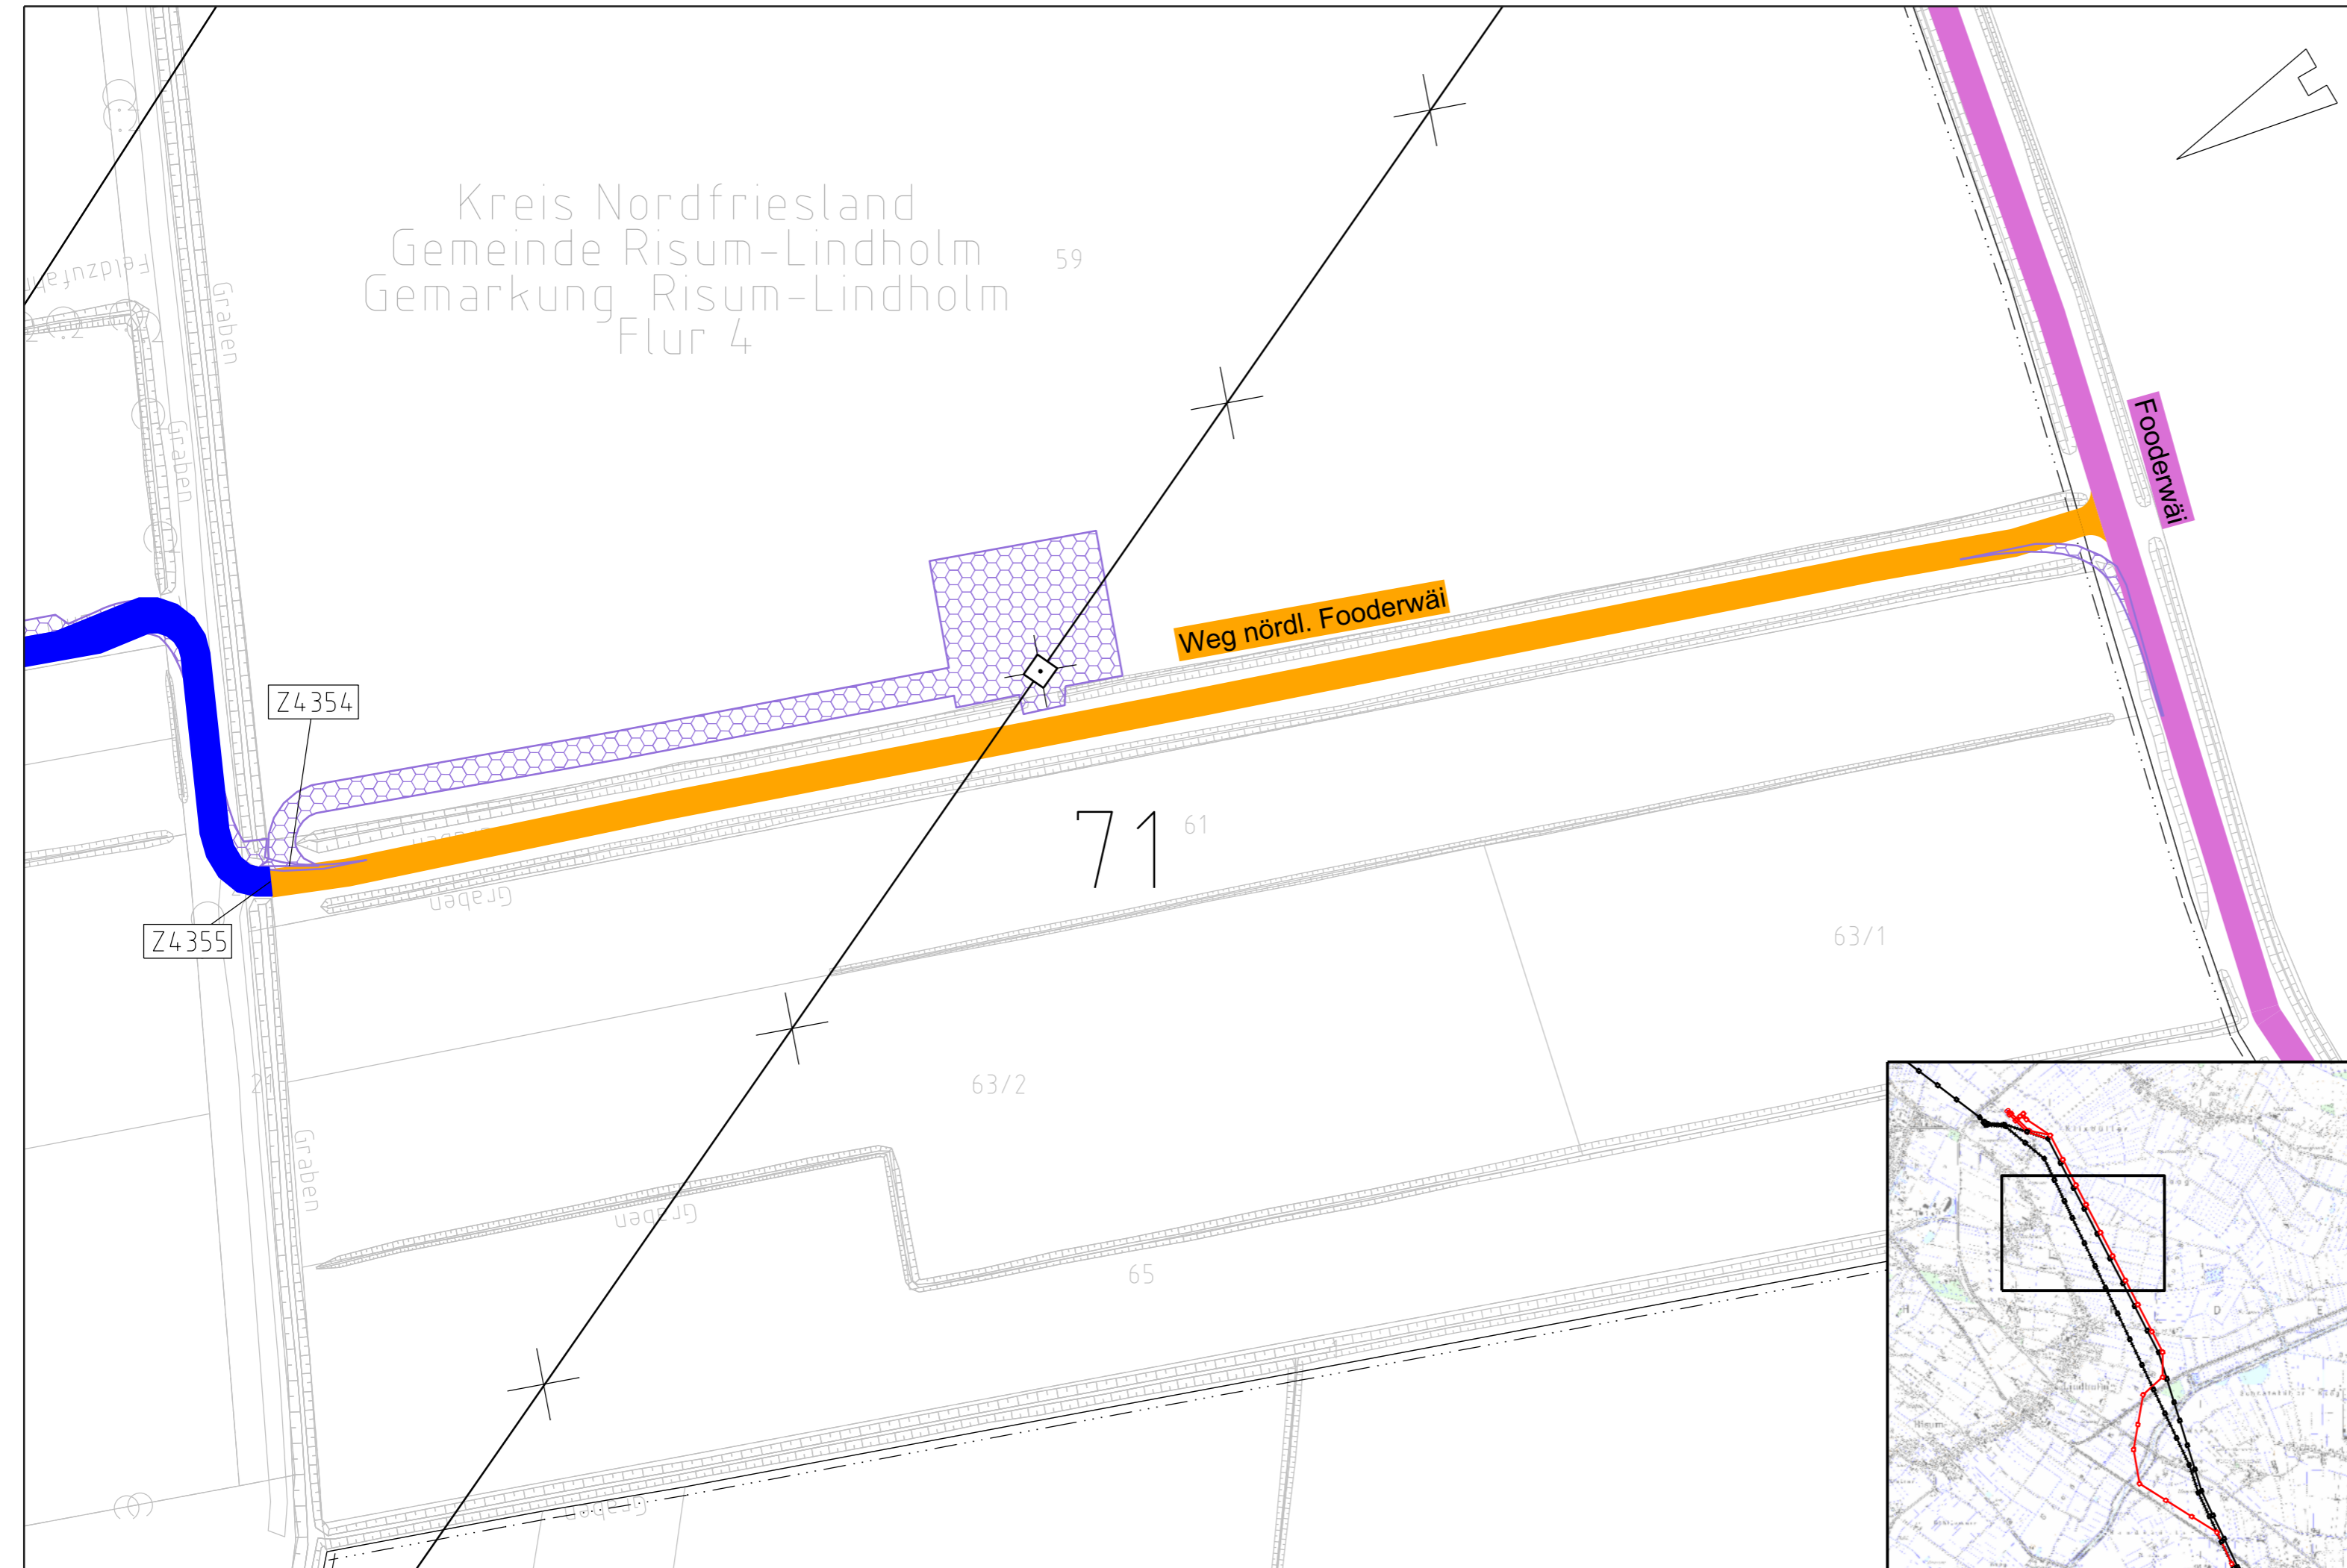 Kreis Nordfriesland
Gemeinde Risum-Lindholm
Gemarkung Risum-Lindholm
Flur 4
59
Feldzufah
Graben
Graben
Fooderwäi
Weg nördl. Fooderwäi
Z4354
71
61
Graben
Z4355
63/1
63/2
Graben
Graben
65
Graben